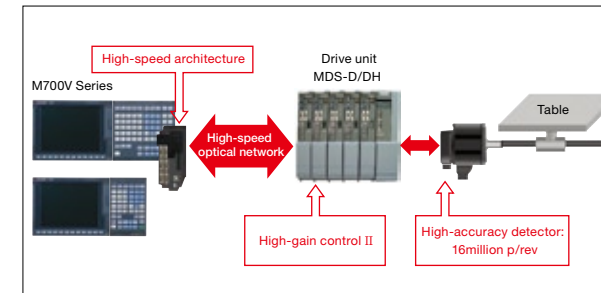 High-speed architecture
M700V Series
Drive unit
MDS-D/DH
Table
High-speed
optical network
High-gain control II
High-accuracy detector:
16million p/rev